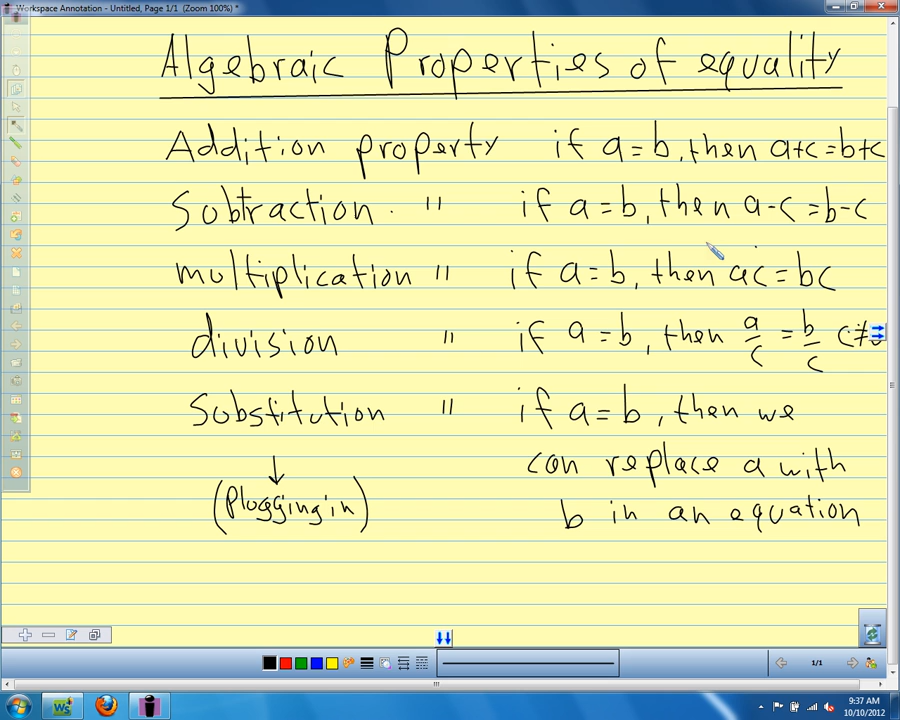 Workspace Annotation - Untitled, Page 1/1 (Zoom 100%) *
Algebraic Properties of equality
Addition property if a = b, then a+c = b+c
Subtraction. " if a = b, then a-c = b-c
multiplication " if a = b, then ac = bc
division " if a = b, then a/c = b/c c≠
Substitution " if a = b, then we
can replace a with
(Pluggingin) b in an equation
1/1
9:37 AM
10/10/2012